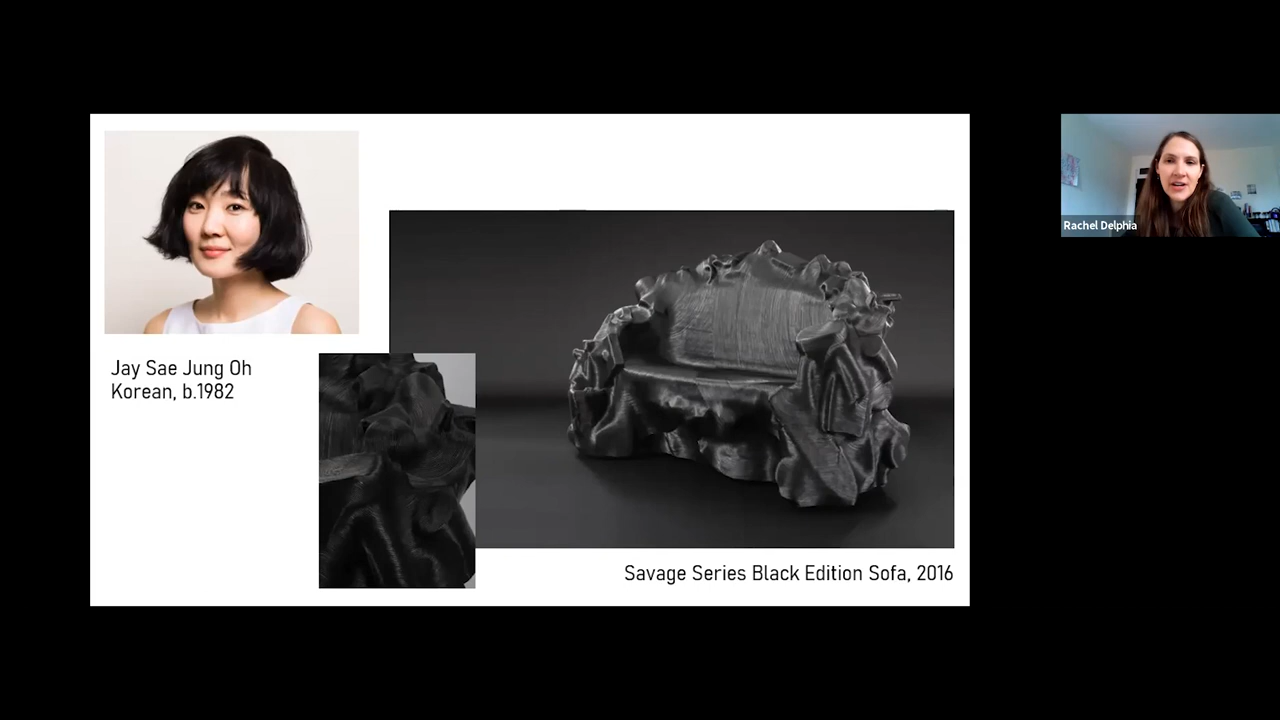 Jay Sae Jung Oh
Korean, b.1982
Savage Series Black Edition Sofa, 2016
Rachel Delphia